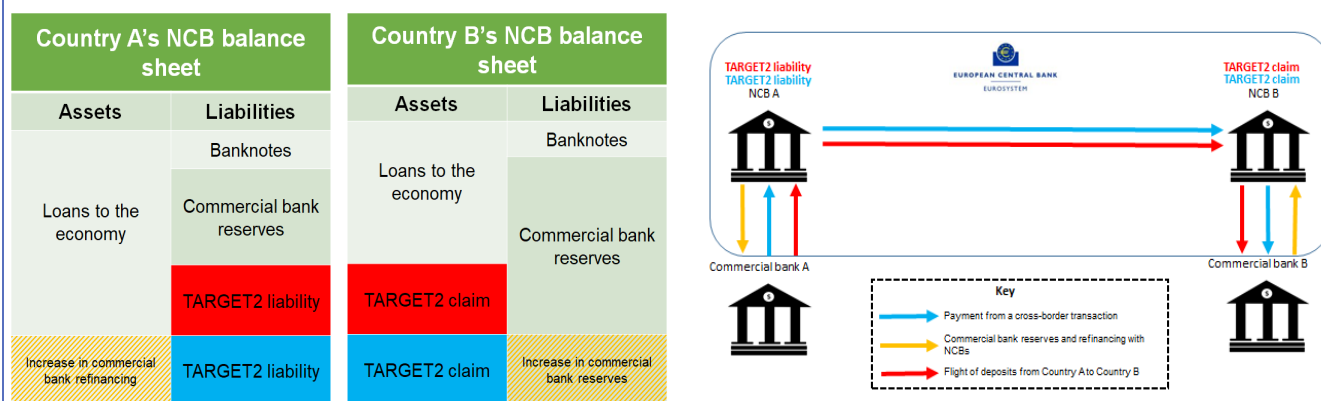 Country A's NCB balance
sheet
Assets
Liabilities
Loans to the
economy
Banknotes
Commercial bank
reserves
TARGET2 liability
Increase in commercial
bank refinancing
TARGET2 liability
Country B's NCB balance
sheet
Assets
Liabilities
Loans to the
economy
Banknotes
Commercial bank
reserves
TARGET2 claim
TARGET2 claim
Increase in commercial
bank reserves
TARGET2 liability
TARGET2 liability
NCB A
EUROPEAN CENTRAL BANK
EUROSYSTEM
TARGET2 claim
TARGET2 claim
NCB B
$
$
Commercial bank A
Commercial bank B
$
$
Key
Payment from a cross-border transaction
Commercial bank reserves and refinancing with
NCBs
Flight of deposits from Country A to Country B